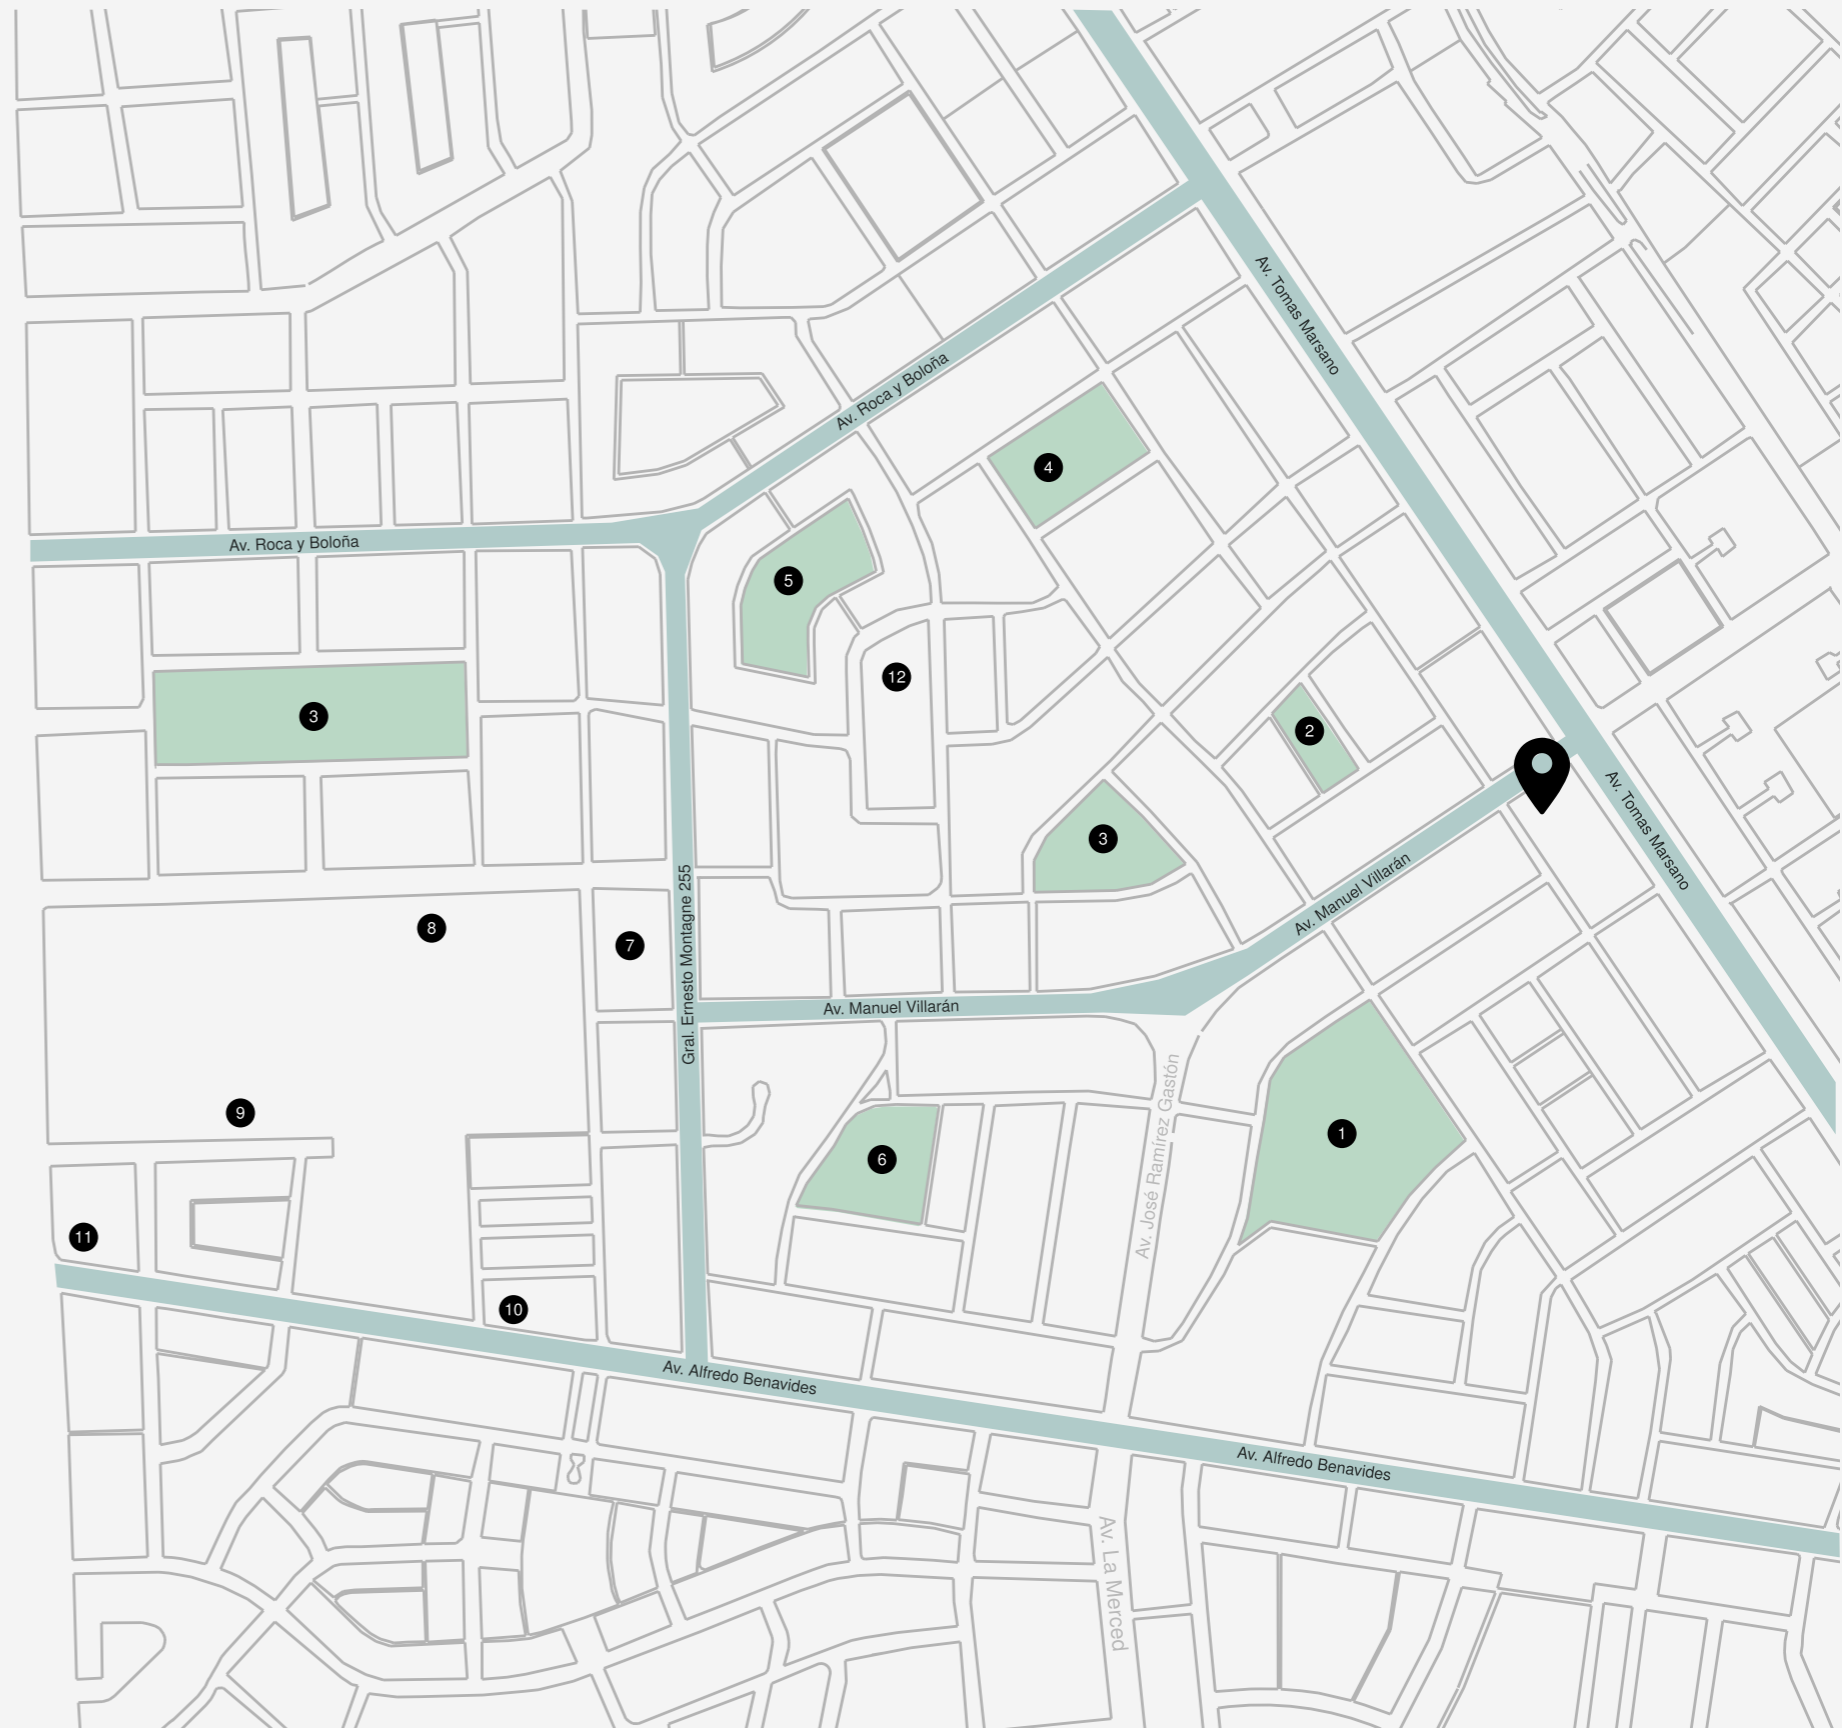 Av. Tomas Marsano
Av. Roca y Boloña
4
Av. Roca y Boloña
5
12
3
2
Av. Tomas Marsano
3
Av. Manuel Villarán
8
7
Gral. Ernesto Montagne 255
Av. Manuel Villarán
9
Av. José Ramírez Gastón
1
6
11
10
Av. Alfredo Benavides
Av. Alfredo Benavides
Av. La Merced